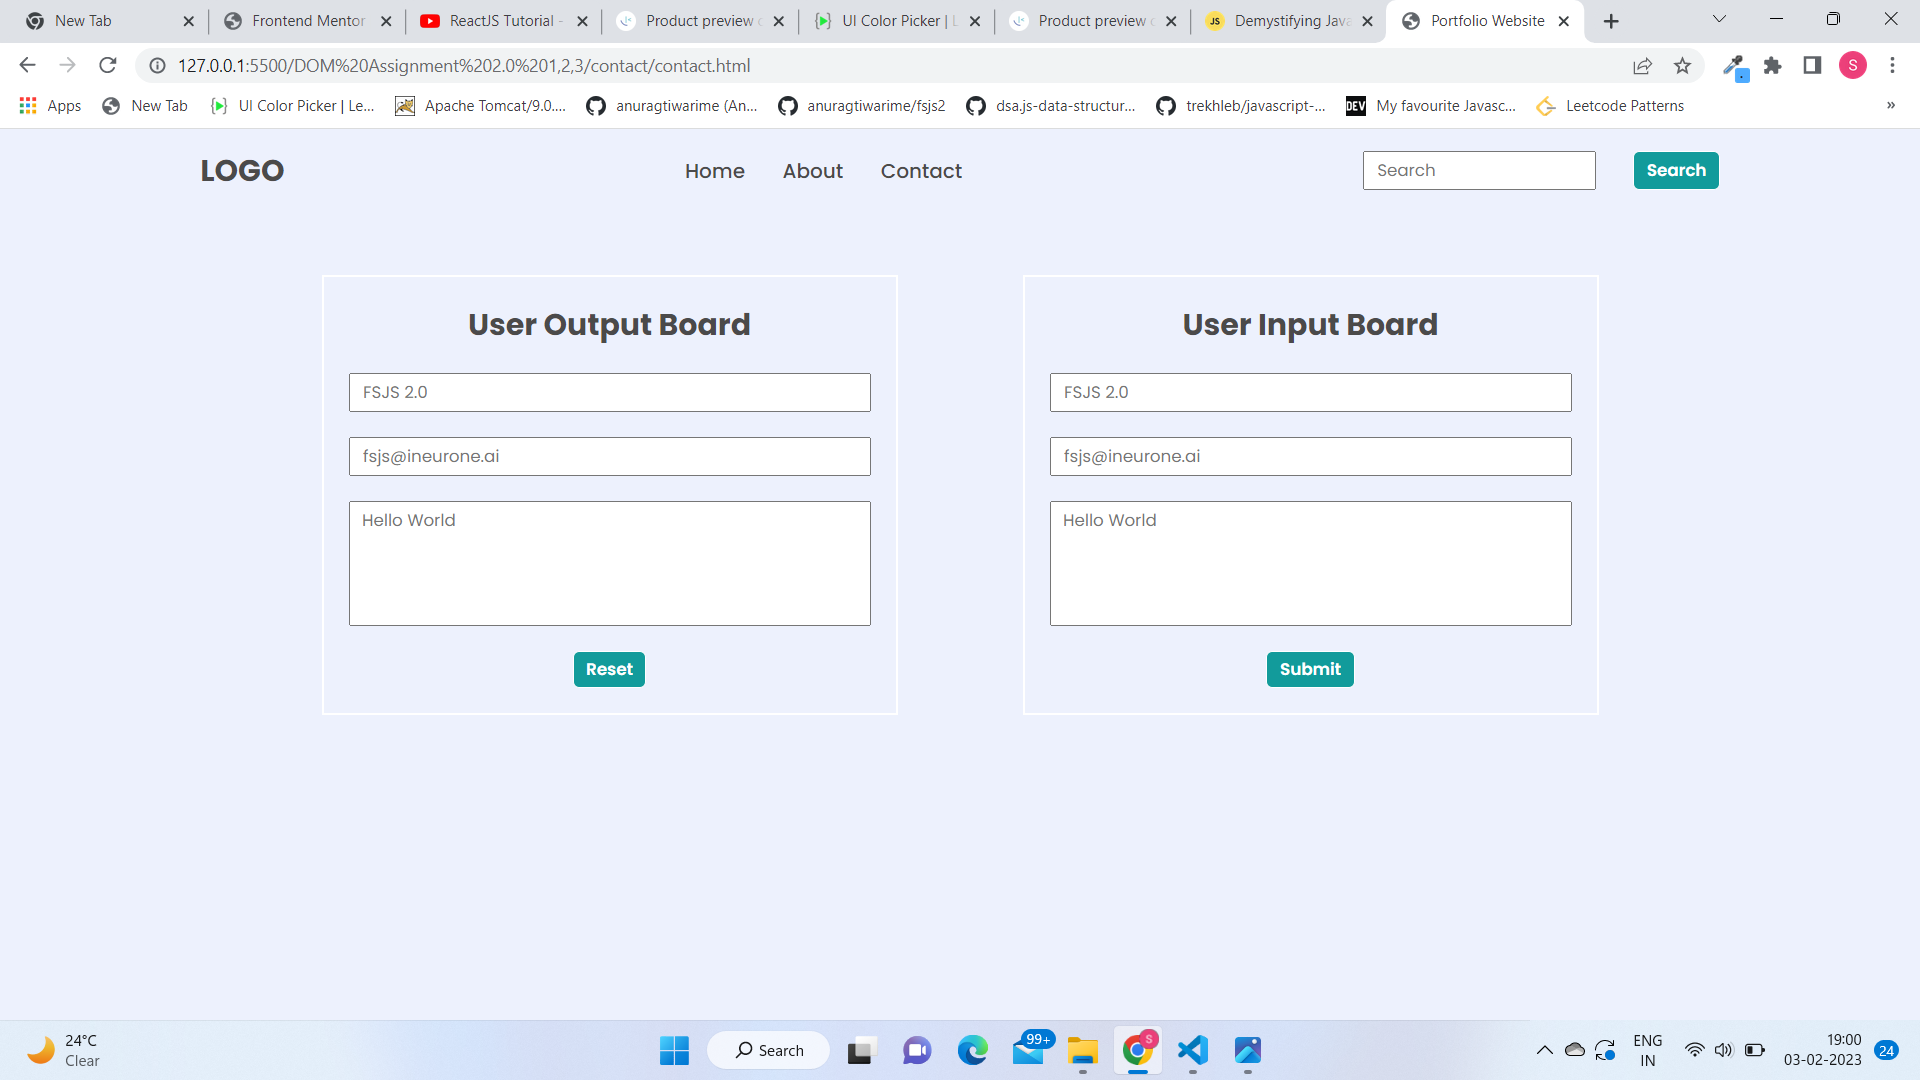 New Tab
Frontend Mentor
ReactJS Tutorial -
Product preview c
UI Color Picker | L
Product preview c
JS
Demystifying Java
Portfolio Website
127.0.0.1:5500/DOM%20Assignment%202.0%201,2,3/contact/contact.html
S
Apps
New Tab
UI Color Picker | Le...
Apache Tomcat/9.0....
anuragtiwarime (An...
anuragtiwarime/fsjs2
dsa.js-data-structur...
trekhleb/javascript-...
DEV
My favourite Javasc...
Leetcode Patterns
»
LOGO
Home
About
Contact
Search
Search
User Output Board
FSJS 2.0
fsjs@ineurone.ai
Hello World
Reset
User Input Board
FSJS 2.0
fsjs@ineurone.ai
Hello World
Submit
24°C
Clear
Search
99+
S
ENG
IN
19:00
03-02-2023
24